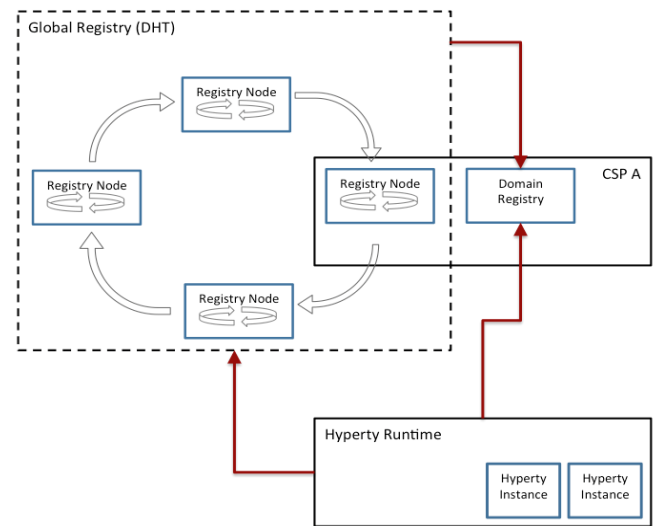 Global Registry (DHT)
Registry Node
Registry Node
Registry Node
Registry Node
CSP A
Domain
Registry
Hyperty Runtime
Hyperty
Instance
Hyperty
Instance